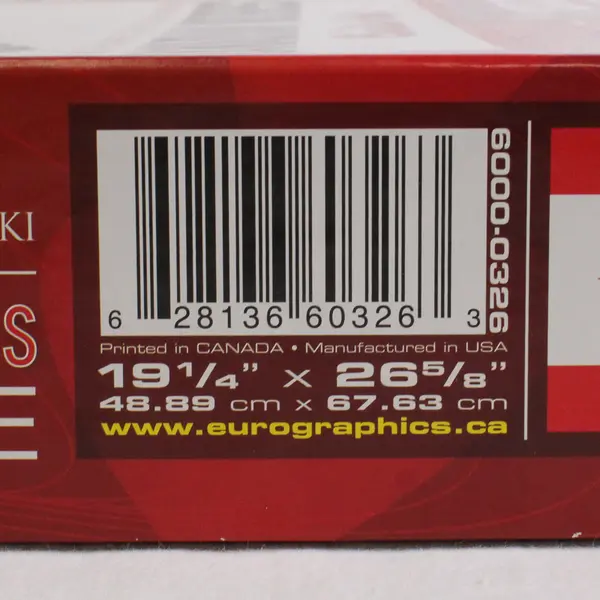 KI
S
6 28136 60326 3
6000-0326
Printed in CANADA • Manufactured in USA
19 1/4" x 26 5/8"
48.89 cm x 67.63 cm
www.eurographics.ca